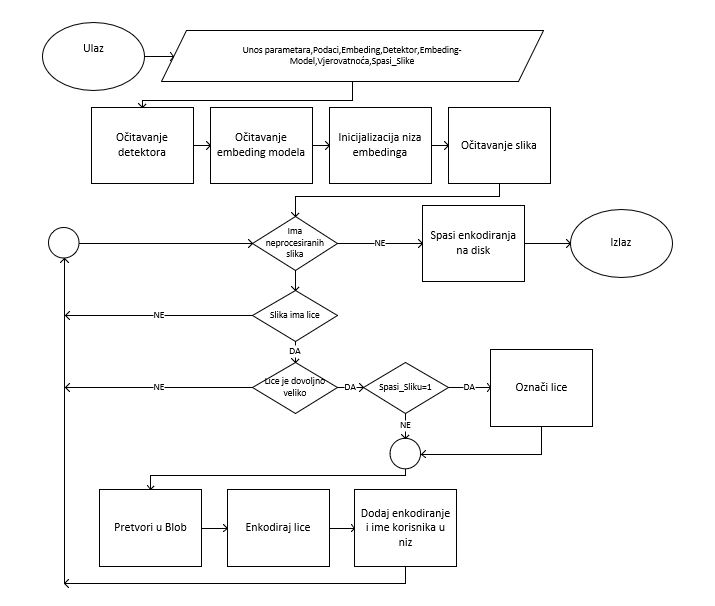 Ulaz
Unos parametara,Podaci,Embeding,Detektor,Embeding-
Model,Vjerovatnoća,Spasi_Slike
Očitavanje
detektora
Očitavanje
embeding modela
Inicijalizacija niza
embedinga
Očitavanje slika
Ima
neprocesiranih
slika
NE
Spasi enkodiranja
na disk
Izlaz
NE
Slika ima lice
DA
NE
Lice je dovoljno
veliko
DA
Spasi_Sliku=1
DA
Označi lice
NE
Pretvori u Blob
Enkodiraj lice
Dodaj enkodiranje
i ime korisnika u
niz